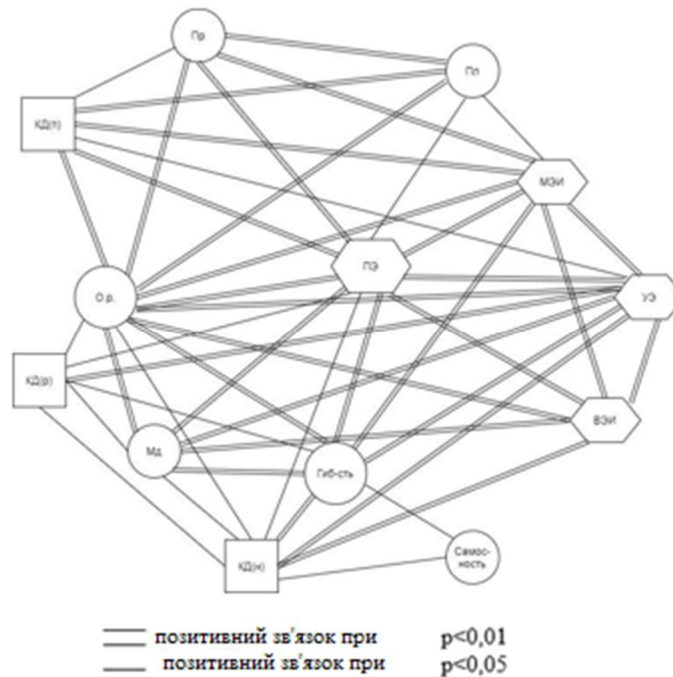 Пр
Пл
КД(п)
МЭИ
ПЭ
О.р.
УЭ
КД(р)
ВЭИ
Мд
Гиб-сть
КД(н)
Самос-
ность
позитивний зв'язок при p<0,01
позитивний зв'язок при p<0,05